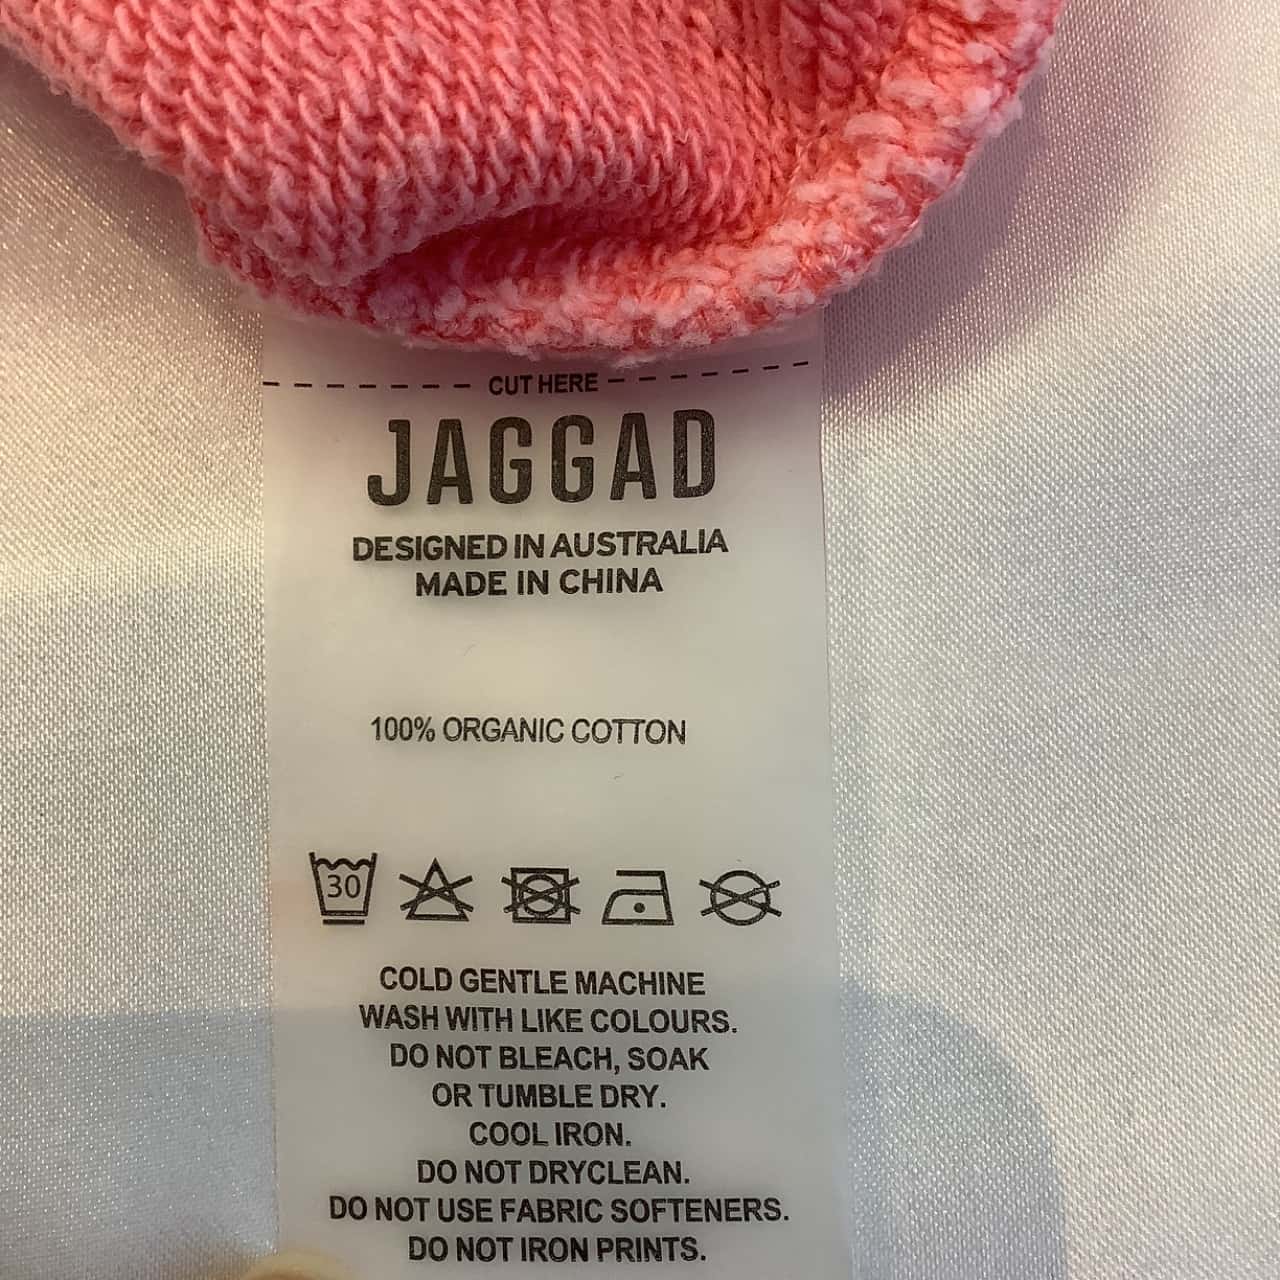 CUT HERE
JAGGAD
DESIGNED IN AUSTRALIA
MADE IN CHINA
100% ORGANIC COTTON
30
COLD GENTLE MACHINE
WASH WITH LIKE COLOURS.
DO NOT BLEACH, SOAK
OR TUMBLE DRY.
COOL IRON.
DO NOT DRYCLEAN.
DO NOT USE FABRIC SOFTENERS.
DO NOT IRON PRINTS.